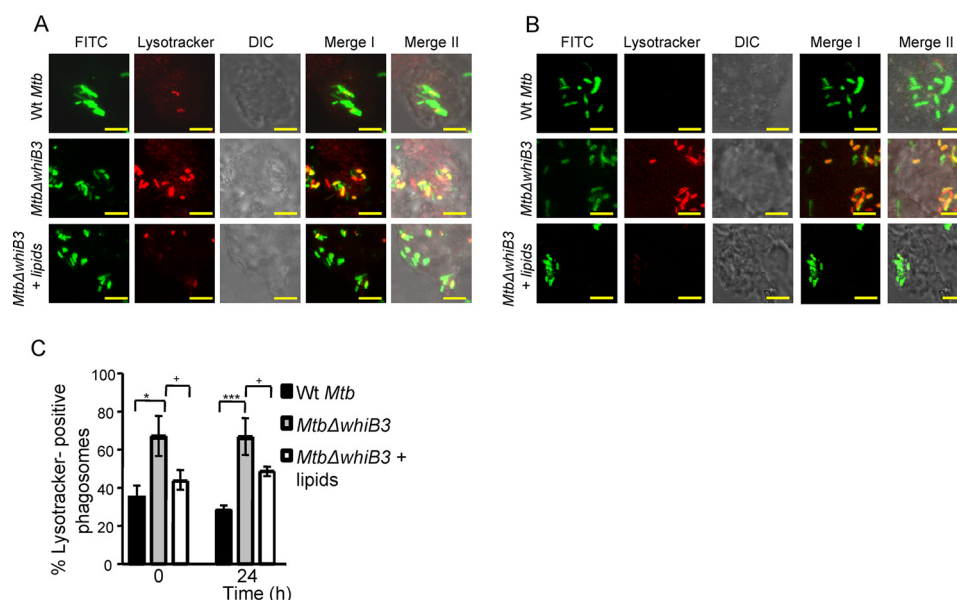 A
FITC Lysotracker DIC Merge I Merge II
Wt Mtb
MtbΔwhiB3
MtbΔwhiB3
+ lipids
B
FITC Lysotracker DIC Merge I Merge II
Wt Mtb
MtbΔwhiB3
MtbΔwhiB3
+ lipids
C
% Lysotracker- positive
phagosomes
100
80
60
40
20
0
* + *** +
0 24
Time (h)
Wt Mtb
MtbΔwhiB3
MtbΔwhiB3 +
lipids